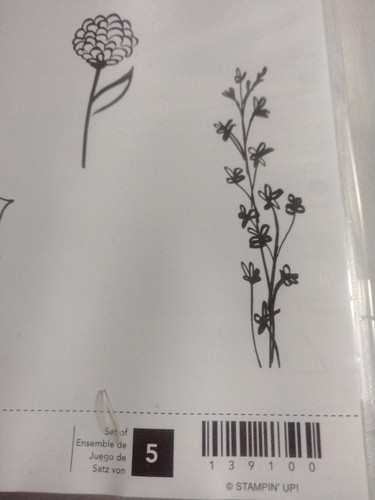 Set of
Ensemble de
Juego de
Satz von
5
139100
© STAMPIN' UP!